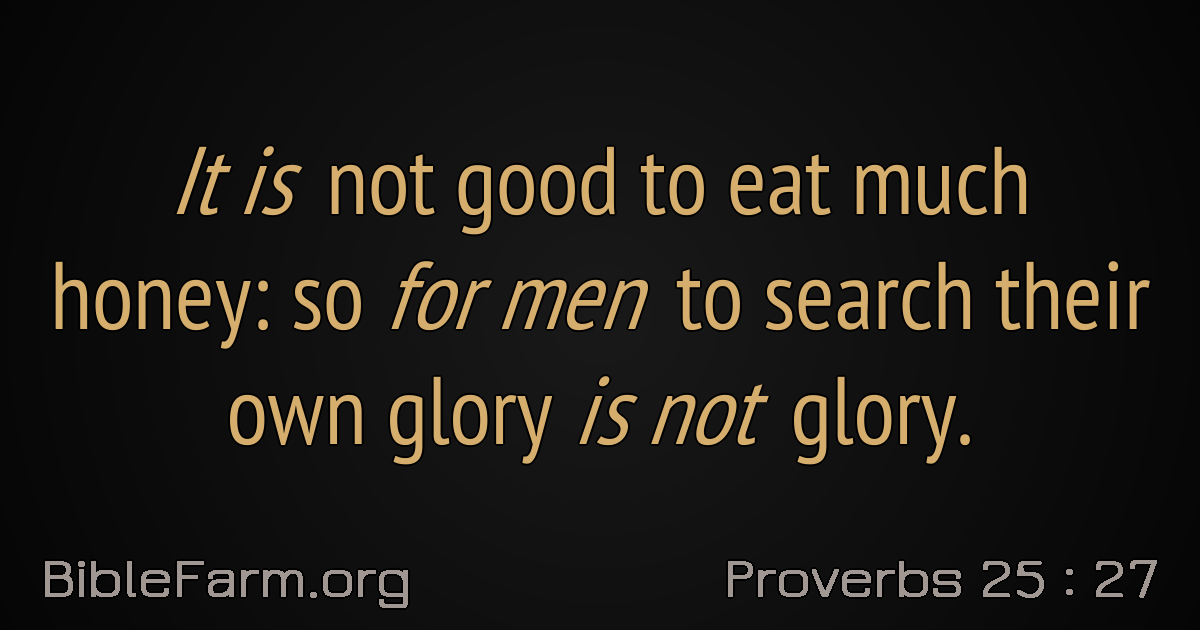 It is not good to eat much
honey: so for men to search their
own glory is not glory.
BibleFarm.org
Proverbs 25 : 27